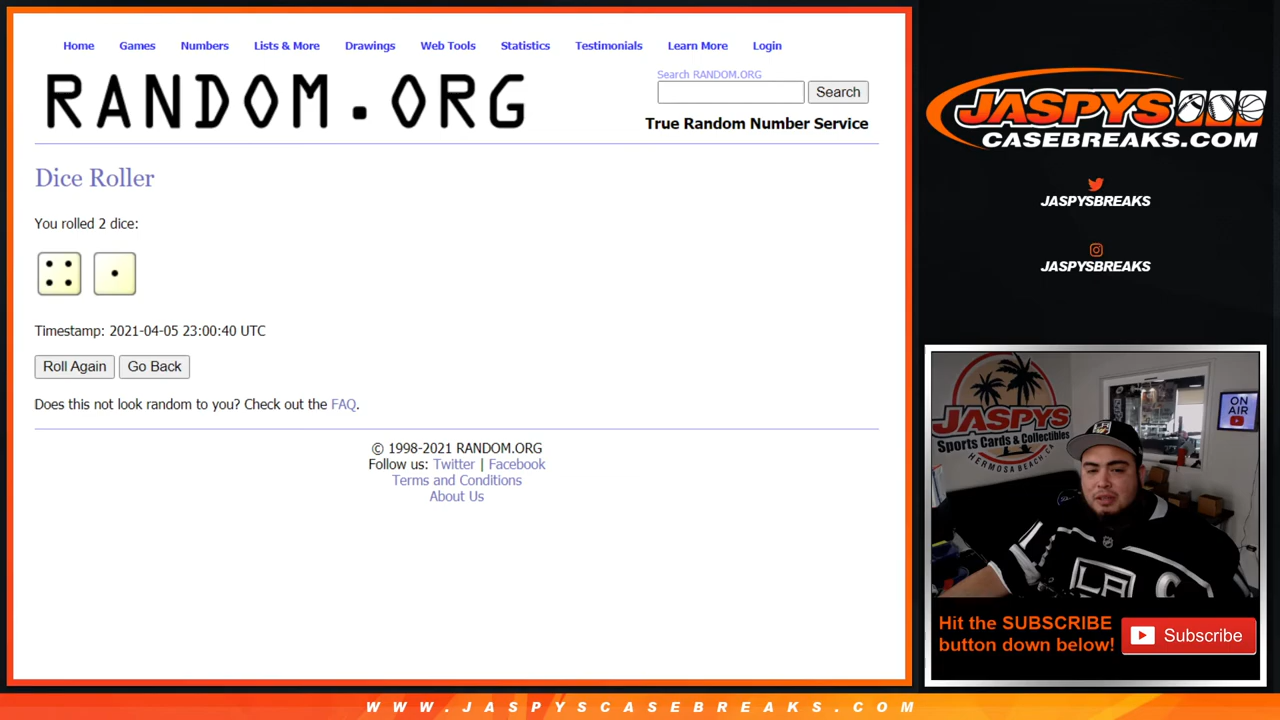 Home Games Numbers Lists & More Drawings Web Tools Statistics Testimonials Learn More Login
RANDOM.ORG
Search RANDOM.ORG
Search
True Random Number Service
Dice Roller
You rolled 2 dice:
Timestamp: 2021-04-05 23:00:40 UTC
Roll Again Go Back
Does this not look random to you? Check out the FAQ.
© 1998-2021 RANDOM.ORG
Follow us: Twitter | Facebook
Terms and Conditions
About Us
JASPYS
CASEBREAKS.COM
JASPYSBREAKS
JASPYSBREAKS
JASPYS
Sports Cards & Collectibles
HERMOSA BEACH, CA
ON
AIR
LA
C
Hit the SUBSCRIBE
button down below!
Subscribe
WWW.JASPYSCASEBREAKS.COM